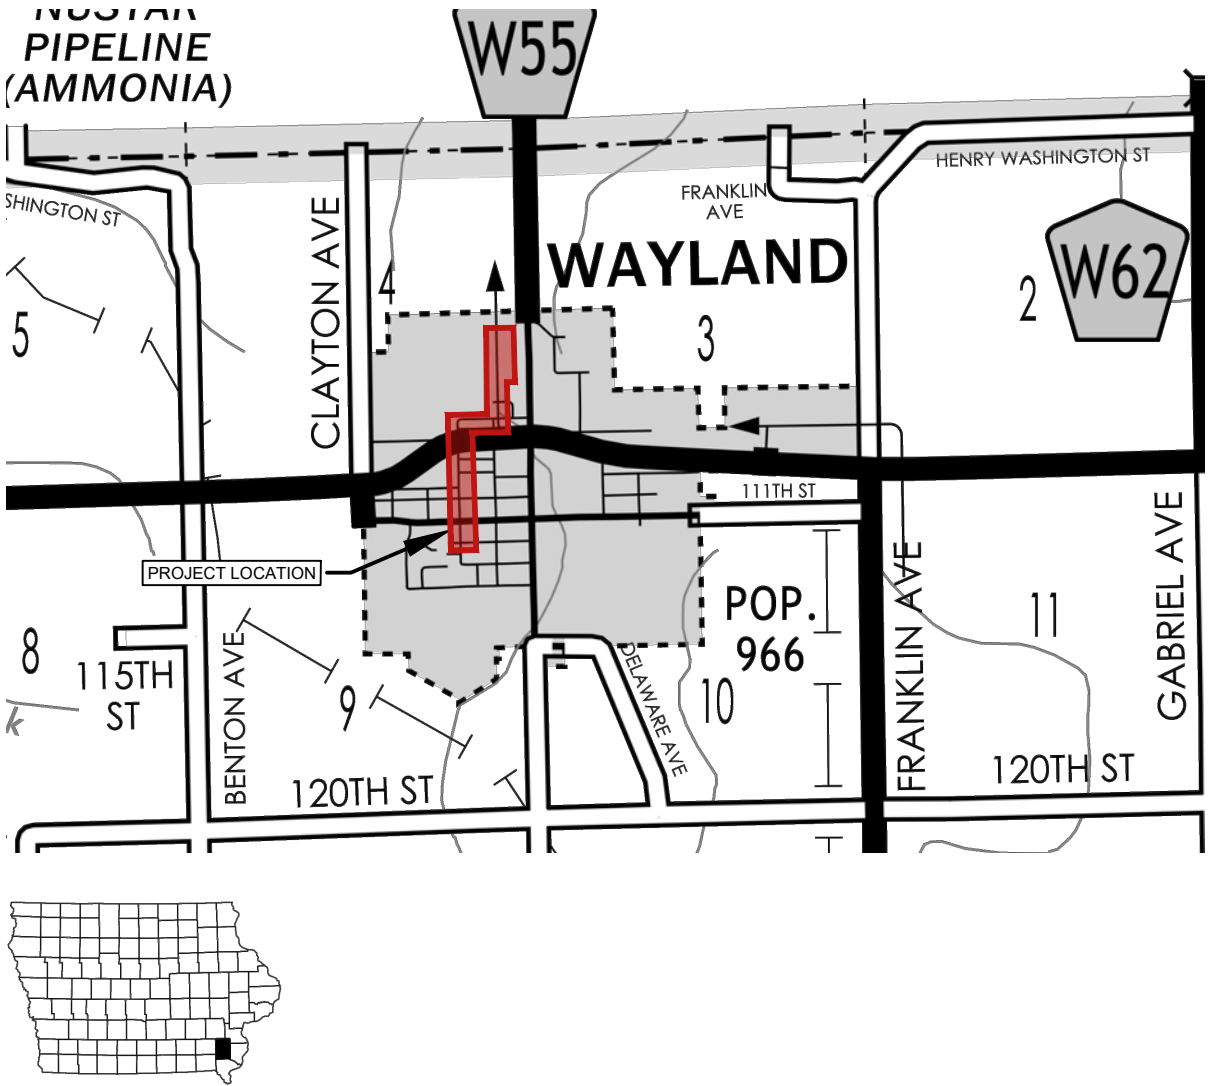 NUSTAR
PIPELINE
(AMMONIA)
W55
HENRY WASHINGTON ST
SHINGTON ST
FRANKLIN
AVE
CLAYTON AVE
WAYLAND
W62
4
2
5
3
111TH ST
PROJECT LOCATION
POP.
966
FRANKLIN AVE
11
GABRIEL AVE
8
115TH
ST
BENTON AVE
9
10
DELAWARE AVE
k
120TH ST
120TH ST